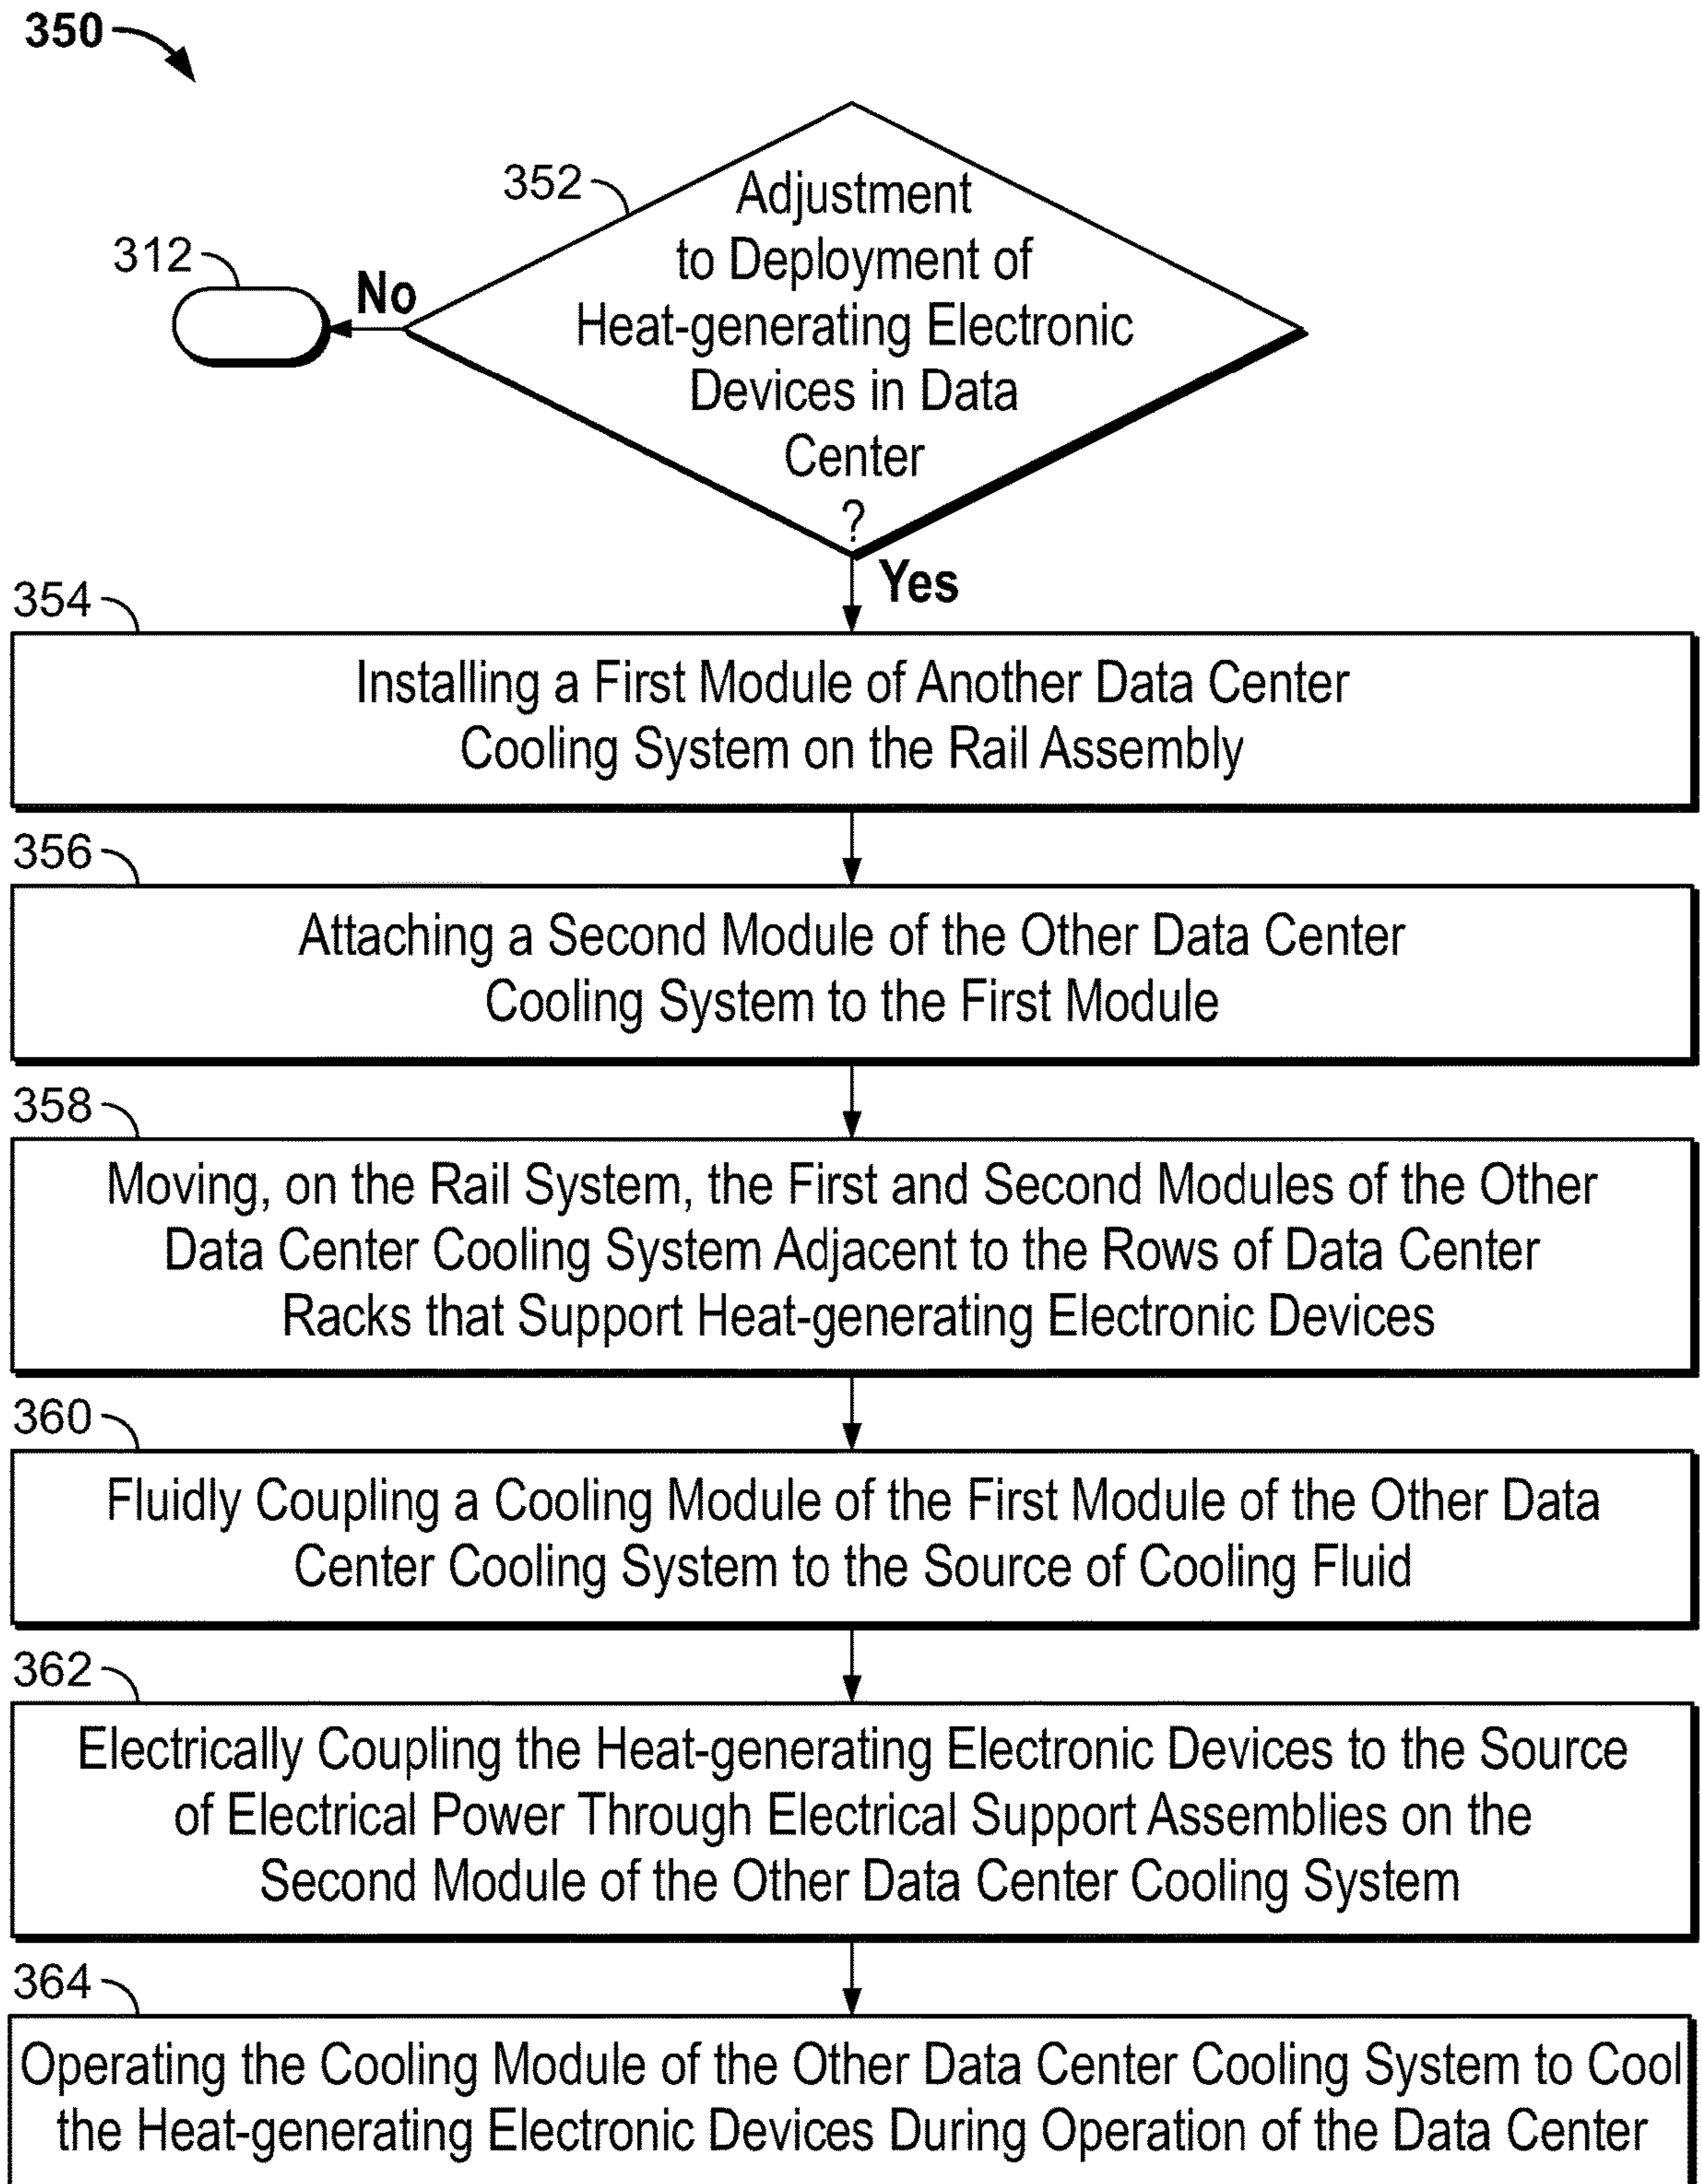 350
352
Adjustment
to Deployment of
Heat-generating Electronic
Devices in Data
Center
?
312
No
Yes
354
Installing a First Module of Another Data Center
Cooling System on the Rail Assembly
356
Attaching a Second Module of the Other Data Center
Cooling System to the First Module
358
Moving, on the Rail System, the First and Second Modules of the Other
Data Center Cooling System Adjacent to the Rows of Data Center
Racks that Support Heat-generating Electronic Devices
360
Fluidly Coupling a Cooling Module of the First Module of the Other Data
Center Cooling System to the Source of Cooling Fluid
362
Electrically Coupling the Heat-generating Electronic Devices to the Source
of Electrical Power Through Electrical Support Assemblies on the
Second Module of the Other Data Center Cooling System
364
Operating the Cooling Module of the Other Data Center Cooling System to Cool
the Heat-generating Electronic Devices During Operation of the Data Center